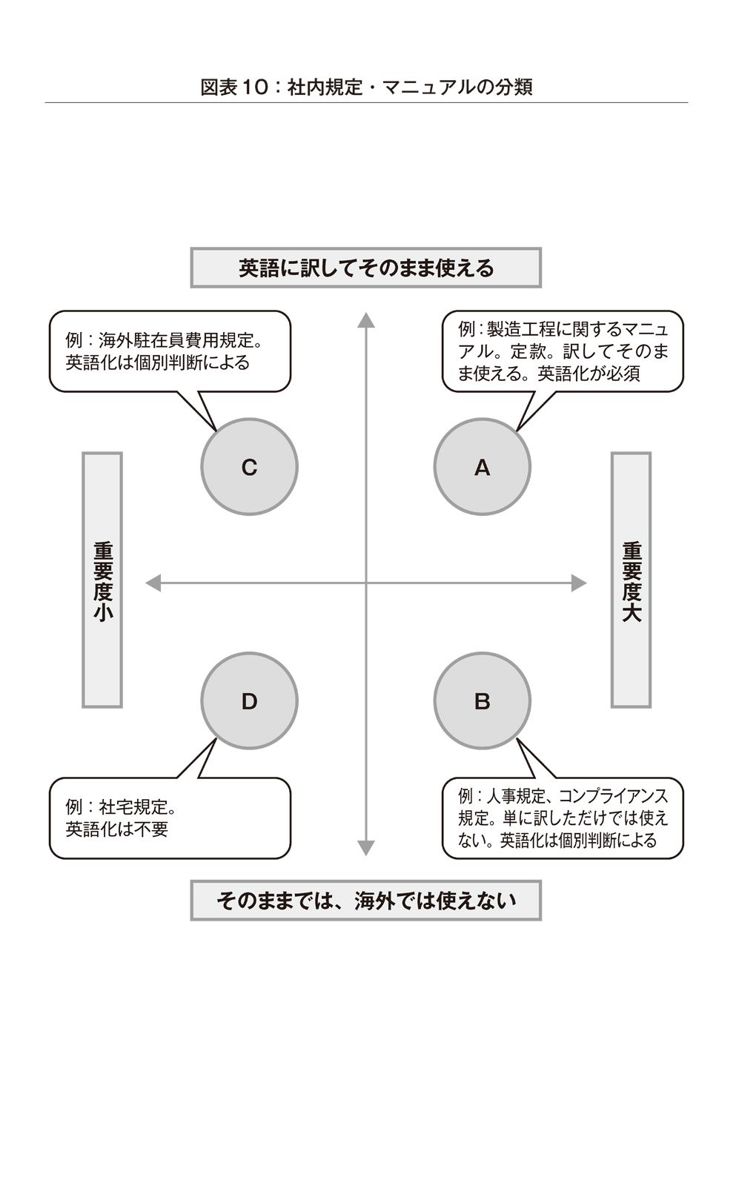 図表10：社内規定・マニュアルの分類
英語に訳してそのまま使える
例：海外駐在員費用規定。
英語化は個別判断による
例：製造工程に関するマニュ
アル。定款。訳してそのま
ま使える。英語化が必須
C
A
重要度小
重要度大
D
B
例：社宅規定。
英語化は不要
例：人事規定、コンプライアンス
規定。単に訳しただけでは使え
ない。英語化は個別判断による
そのままでは、海外では使えない